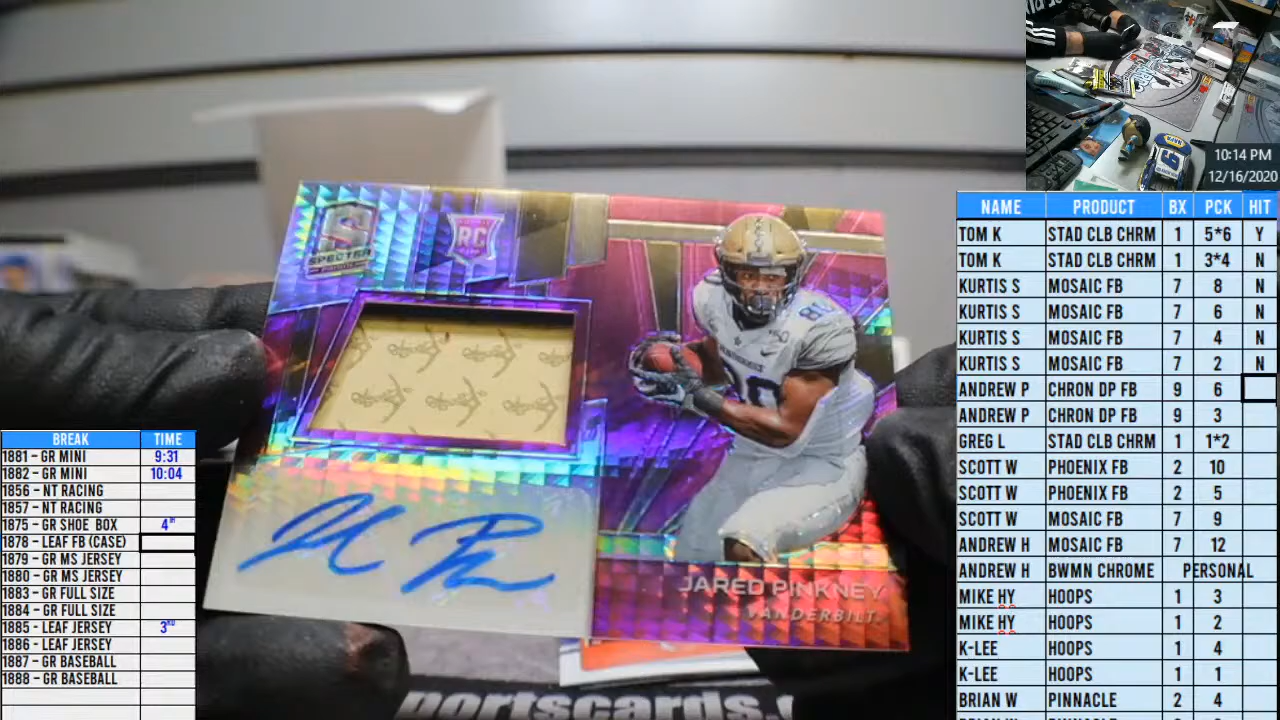 10:14 PM
12/16/2020
SPECTRA
RC
80
80
JARED PINKNEY
VANDERBILT
portscards.
BREAK TIME
1881 – GR MINI 9:31
1882 – GR MINI 10:04
1856 – NT RACING
1857 – NT RACING
1875 – GR SHOE BOX 4TH
1878 – LEAF FB (CASE)
1879 – GR MS JERSEY
1880 – GR MS JERSEY
1883 – GR FULL SIZE
1884 – GR FULL SIZE
1885 – LEAF JERSEY 3RD
1886 – LEAF JERSEY
1887 – GR BASEBALL
1888 – GR BASEBALL
NAME PRODUCT BX PCK HIT
TOM K STAD CLB CHRM 1 5*6 Y
TOM K STAD CLB CHRM 1 3*4 N
KURTIS S MOSAIC FB 7 8 N
KURTIS S MOSAIC FB 7 6 N
KURTIS S MOSAIC FB 7 4 N
KURTIS S MOSAIC FB 7 2 N
ANDREW P CHRON DP FB 9 6
ANDREW P CHRON DP FB 9 3
GREG L STAD CLB CHRM 1 1*2
SCOTT W PHOENIX FB 2 10
SCOTT W PHOENIX FB 2 5
SCOTT W MOSAIC FB 7 9
ANDREW H MOSAIC FB 7 12
ANDREW H BWMN CHROME PERSONAL
MIKE HY HOOPS 1 3
MIKE HY HOOPS 1 2
K-LEE HOOPS 1 4
K-LEE HOOPS 1 1
BRIAN W PINNACLE 2 4